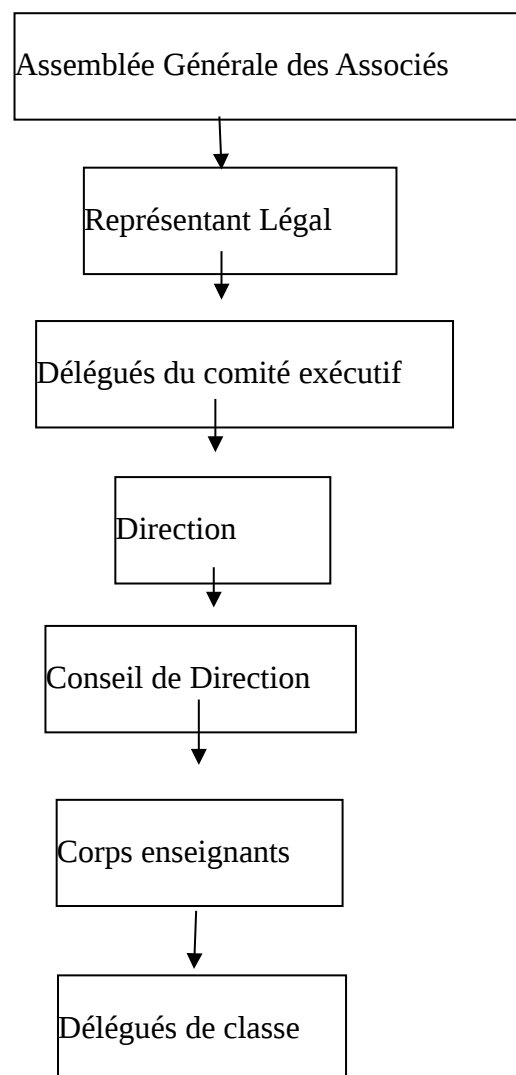 Assemblée Générale des Associés
Représentant Légal
Délégués du comité exécutif
Direction
Conseil de Direction
Corps enseignants
Délégués de classe